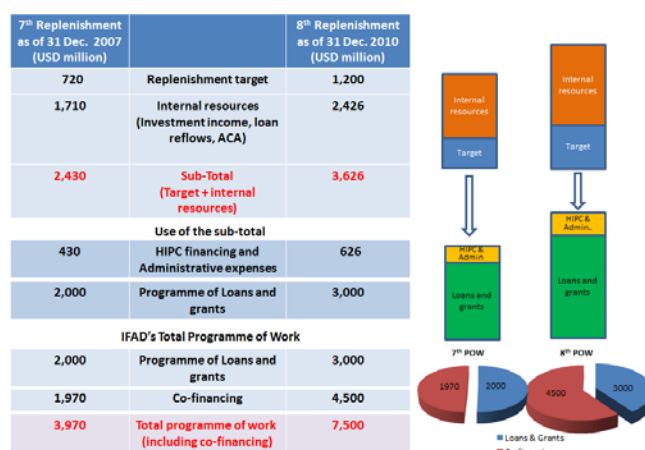 7th Replenishment as of 31 Dec. 2007 (USD million)
8th Replenishment as of 31 Dec. 2010 (USD million)
720 Replenishment target 1,200
1,710 Internal resources (Investment income, loan reflows, ACA) 2,426
2,430 Sub-Total (Target + internal resources) 3,626
Use of the sub-total
430 HIPC financing and Administrative expenses 626
2,000 Programme of Loans and grants 3,000
IFAD's Total Programme of Work
2,000 Programme of Loans and grants 3,000
1,970 Co-financing 4,500
3,970 Total programme of work (including co-financing) 7,500
Internal resources
Target
Internal resources
Target
HIPC & Admin
Loans and grants
HIPC & Admin.
Loans and grants
7th POW
8th POW
1970
2000
4500
3000
Loans & Grants